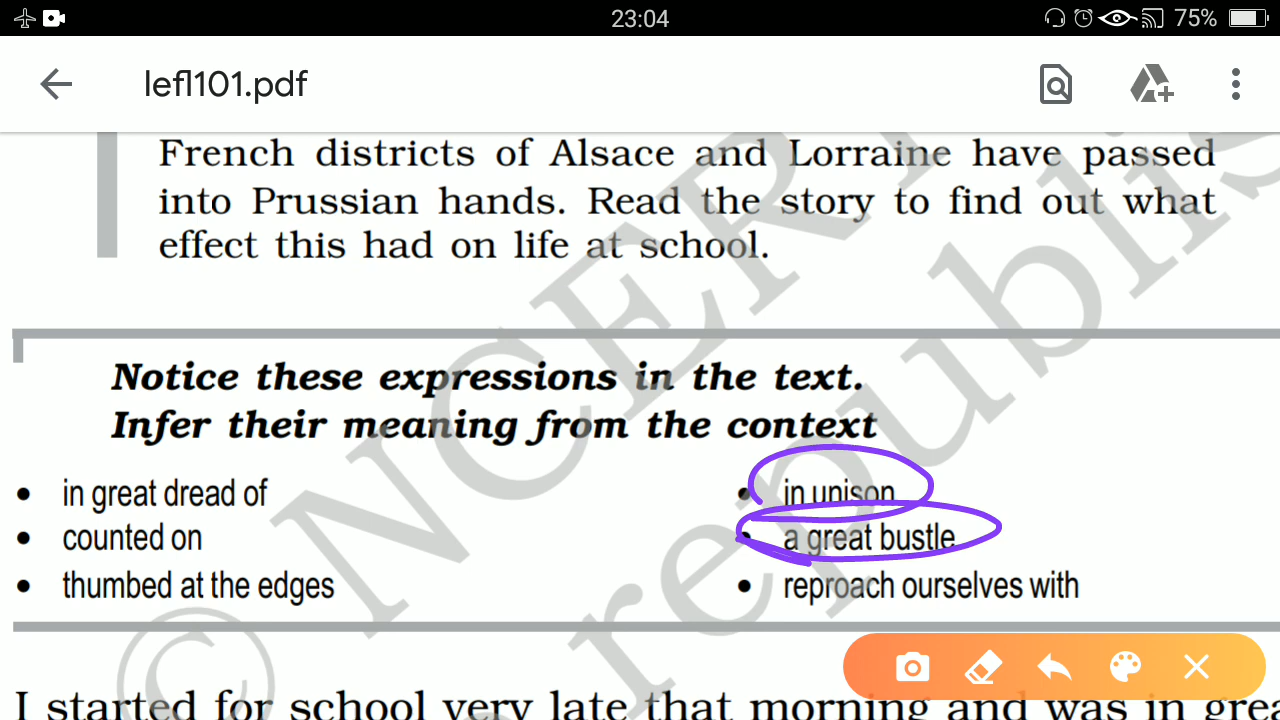 23:04
75%
lefl101.pdf
French districts of Alsace and Lorraine have passed
into Prussian hands. Read the story to find out what
effect this had on life at school.
Notice these expressions in the text.
Infer their meaning from the context
• in great dread of
• counted on
• thumbed at the edges
• in unison
• a great bustle
• reproach ourselves with
© NCERT
republis
I started for school very late that morning and was in grea